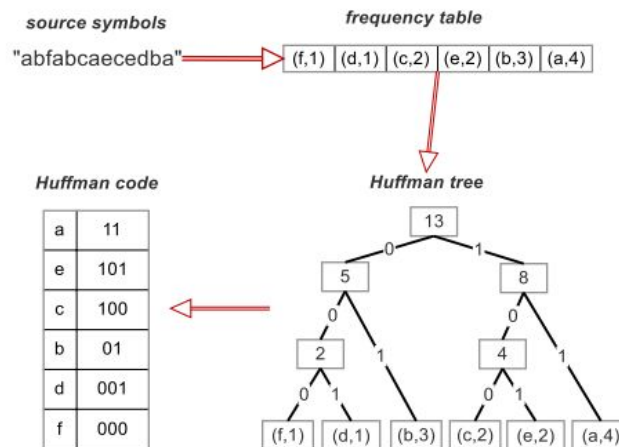 source symbols
frequency table
"abfabcaecedba"
(f,1) (d,1) (c,2) (e,2) (b,3) (a,4)
Huffman code
Huffman tree
a 11
e 101
c 100
b 01
d 001
f 000
13
0 1
5 8
0 1 0 1
2 4
0 1 0 1
(f,1) (d,1) (b,3) (c,2) (e,2) (a,4)